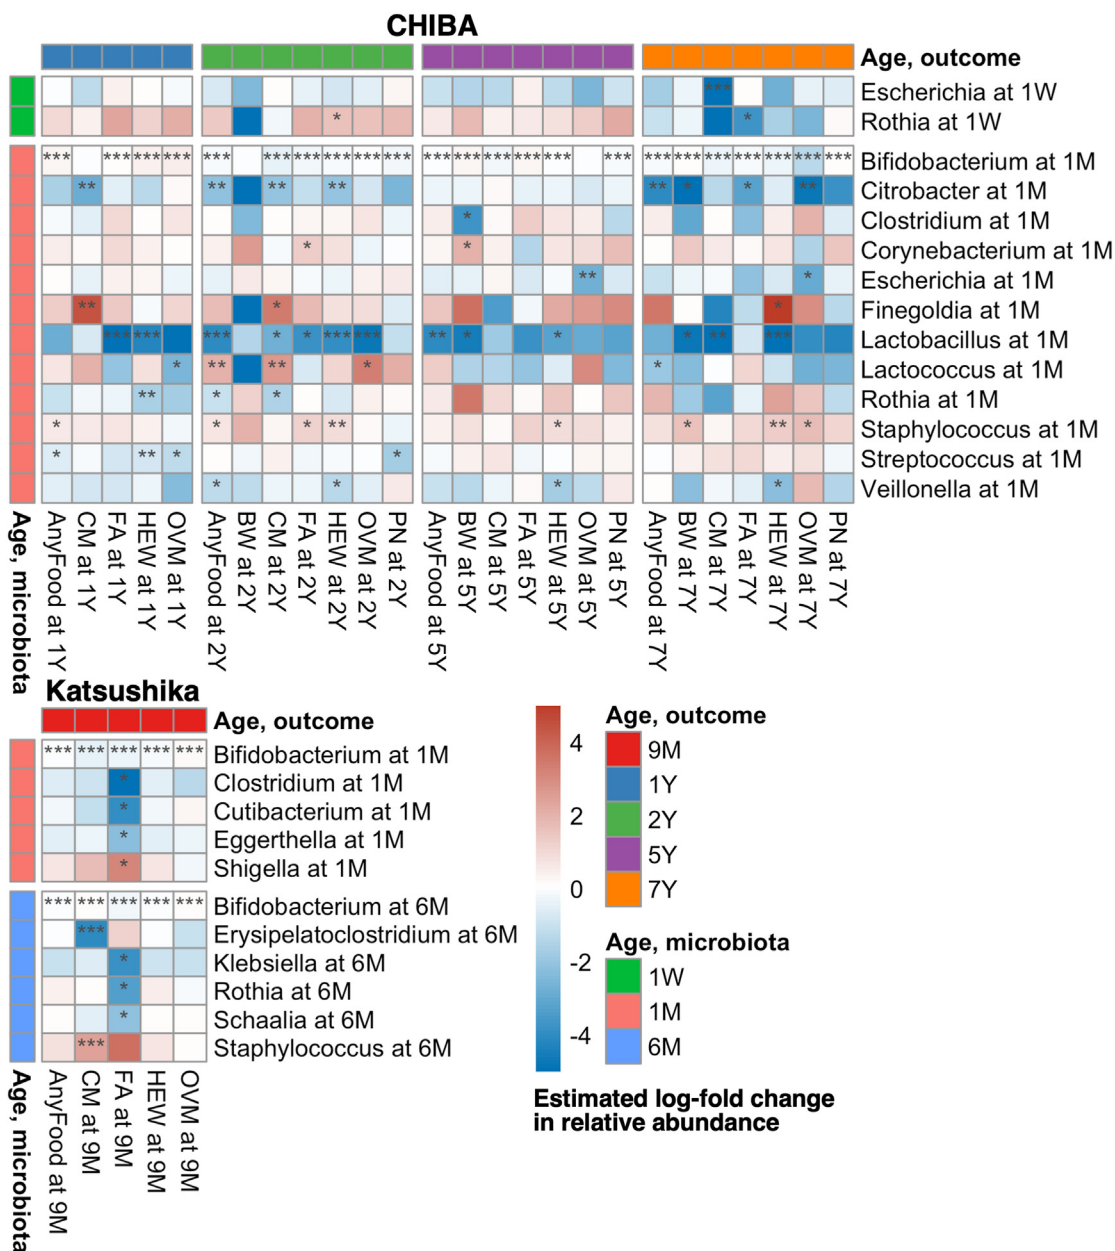 CHIBA
Age, outcome
Escherichia at 1W
*** 
Rothia at 1W
* *
Bifidobacterium at 1M
*** *** *** *** *** *** *** *** *** *** *** *** *** *** *** *** *** *** *** *** *** *** *** ***
Citrobacter at 1M
** ** ** ** ** * * **
Clostridium at 1M
*
Corynebacterium at 1M
* *
Escherichia at 1M
** *
Finegoldia at 1M
** * *
Lactobacillus at 1M
*** *** *** * * *** *** ** * * * ** ***
Lactococcus at 1M
* ** ** * *
Rothia at 1M
** * *
Staphylococcus at 1M
* * * ** * * ** *
Streptococcus at 1M
* ** * *
Veillonella at 1M
* * * *
Age, microbiota
AnyFood at 1Y
CM at 1Y
FA at 1Y
HEW at 1Y
OVM at 1Y
AnyFood at 2Y
BW at 2Y
CM at 2Y
FA at 2Y
HEW at 2Y
OVM at 2Y
PN at 2Y
AnyFood at 5Y
BW at 5Y
CM at 5Y
FA at 5Y
HEW at 5Y
OVM at 5Y
PN at 5Y
AnyFood at 7Y
BW at 7Y
CM at 7Y
FA at 7Y
HEW at 7Y
OVM at 7Y
PN at 7Y
Katsushika
Age, outcome
Bifidobacterium at 1M
*** *** *** *** ***
Clostridium at 1M
*
Cutibacterium at 1M
*
Eggerthella at 1M
*
Shigella at 1M
*
Bifidobacterium at 6M
*** *** *** *** ***
Erysipelatoclostridium at 6M
***
Klebsiella at 6M
*
Rothia at 6M
*
Schaalia at 6M
*
Staphylococcus at 6M
***
Age, microbiota
AnyFood at 9M
CM at 9M
FA at 9M
HEW at 9M
OVM at 9M
4
2
0
-2
-4
Estimated log-fold change
in relative abundance
Age, outcome
9M
1Y
2Y
5Y
7Y
Age, microbiota
1W
1M
6M